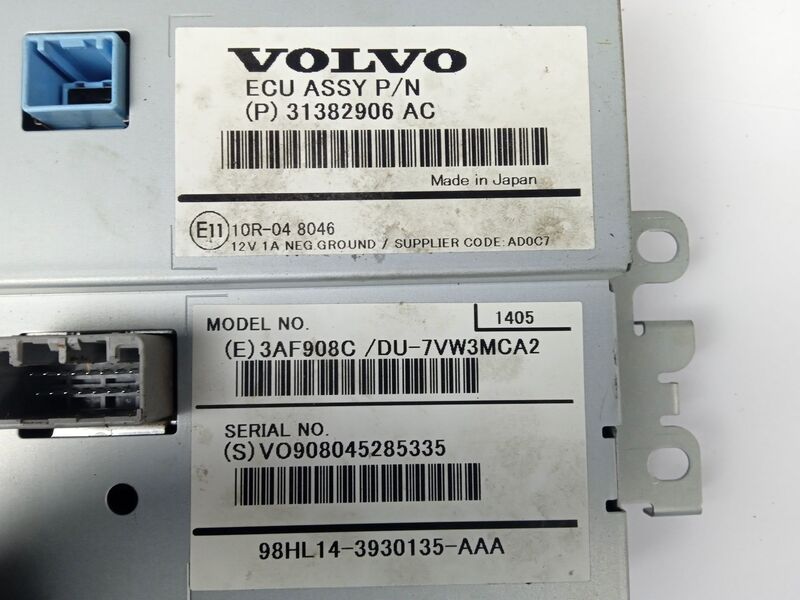 VOLVO
ECU ASSY P/N
(P) 31382906 AC
Made in Japan
E11 10R-04 8046
12V 1A NEG.GROUND / SUPPLIER CODE: AD0C7
MODEL NO. 1405
(E) 3AF908C /DU-7VW3MCA2
SERIAL NO.
(S) VO908045285335
98HL14-3930135-AAA